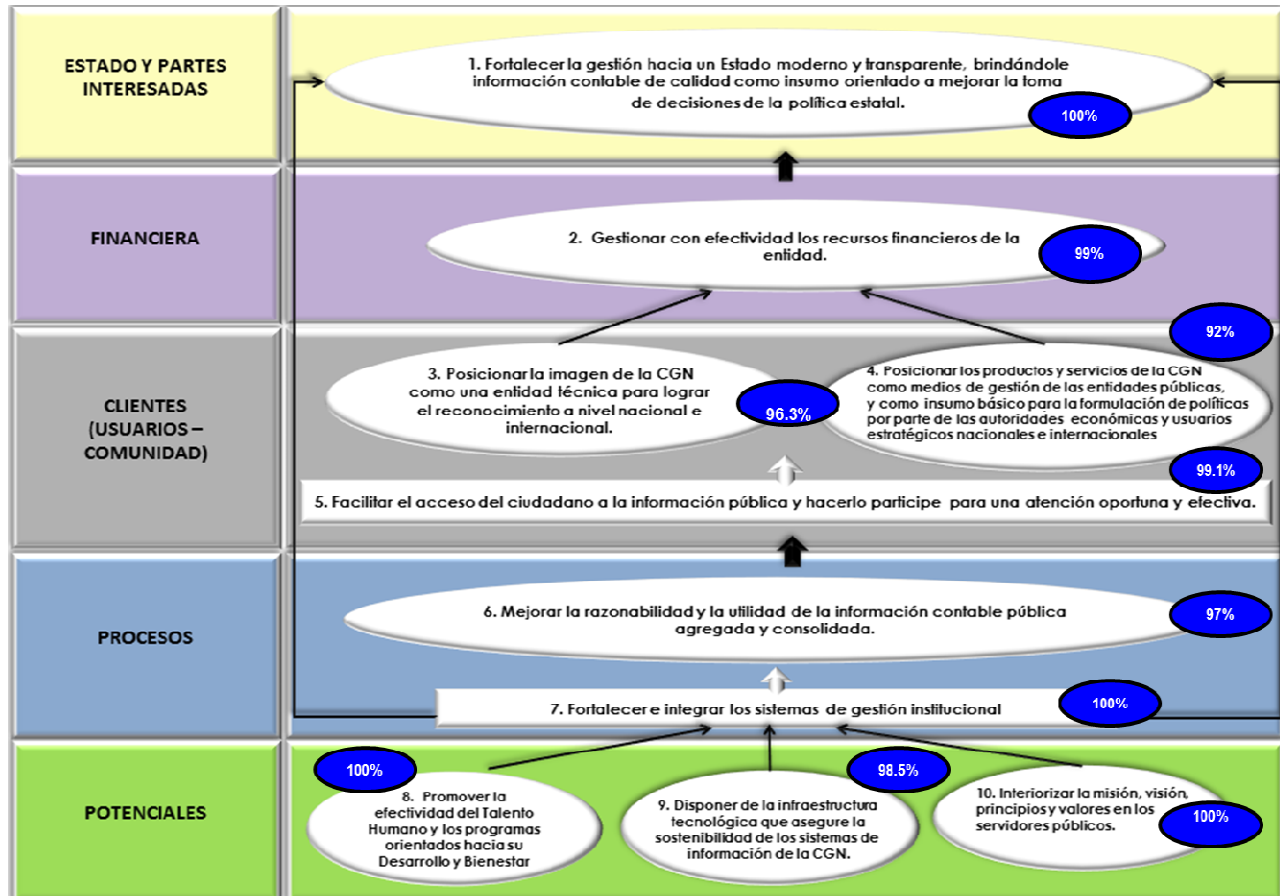 ESTADO Y PARTES
INTERESADAS
1. Fortalecer la gestión hacia un Estado moderno y transparente, brindándole
información contable de calidad como insumo orientado a mejorar la toma
de decisiones de la política estatal.
100%
FINANCIERA
2. Gestionar con efectividad los recursos financieros de la
entidad.
99%
92%
CLIENTES
(USUARIOS –
COMUNIDAD)
3. Posicionar la imagen de la CGN
como una entidad técnica para lograr
el reconocimiento a nivel nacional e
internacional.
96.3%
4. Posicionar los productos y servicios de la CGN
como medios de gestión de las entidades públicas,
y como insumo básico para la formulación de políticas
por parte de las autoridades económicas y usuarios
estratégicos nacionales e internacionales
99.1%
5. Facilitar el acceso del ciudadano a la información pública y hacerlo participe para una atención oportuna y efectiva.
PROCESOS
6. Mejorar la razonabilidad y la utilidad de la información contable pública
agregada y consolidada.
97%
7. Fortalecer e integrar los sistemas de gestión institucional
100%
POTENCIALES
100%
8. Promover la
efectividad del Talento
Humano y los programas
orientados hacia su
Desarrollo y Bienestar
98.5%
9. Disponer de la infraestructura
tecnológica que asegure la
sostenibilidad de los sistemas de
información de la CGN.
10. Interiorizar la misión, visión,
principios y valores en los
servidores públicos.
100%